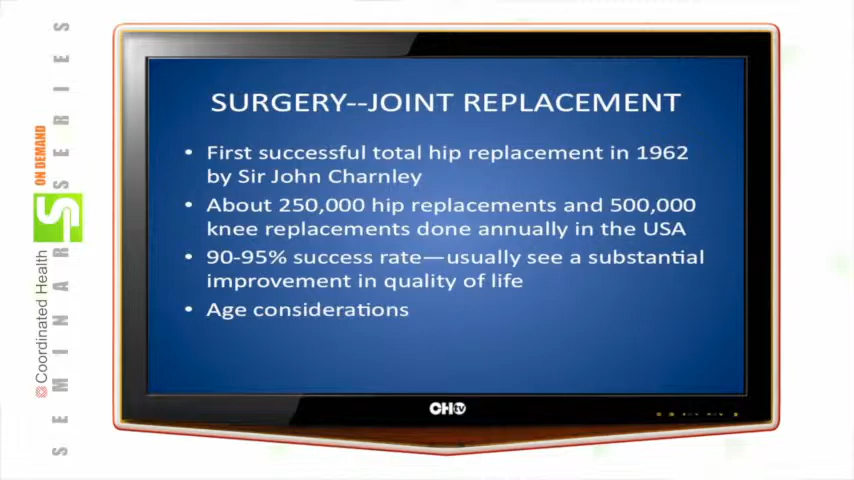 SURGERY--JOINT REPLACEMENT
• First successful total hip replacement in 1962
by Sir John Charnley
• About 250,000 hip replacements and 500,000
knee replacements done annually in the USA
• 90-95% success rate—usually see a substantial
improvement in quality of life
• Age considerations
CHtv
Coordinated Health
S ON DEMAND
SEMINAR SERIES